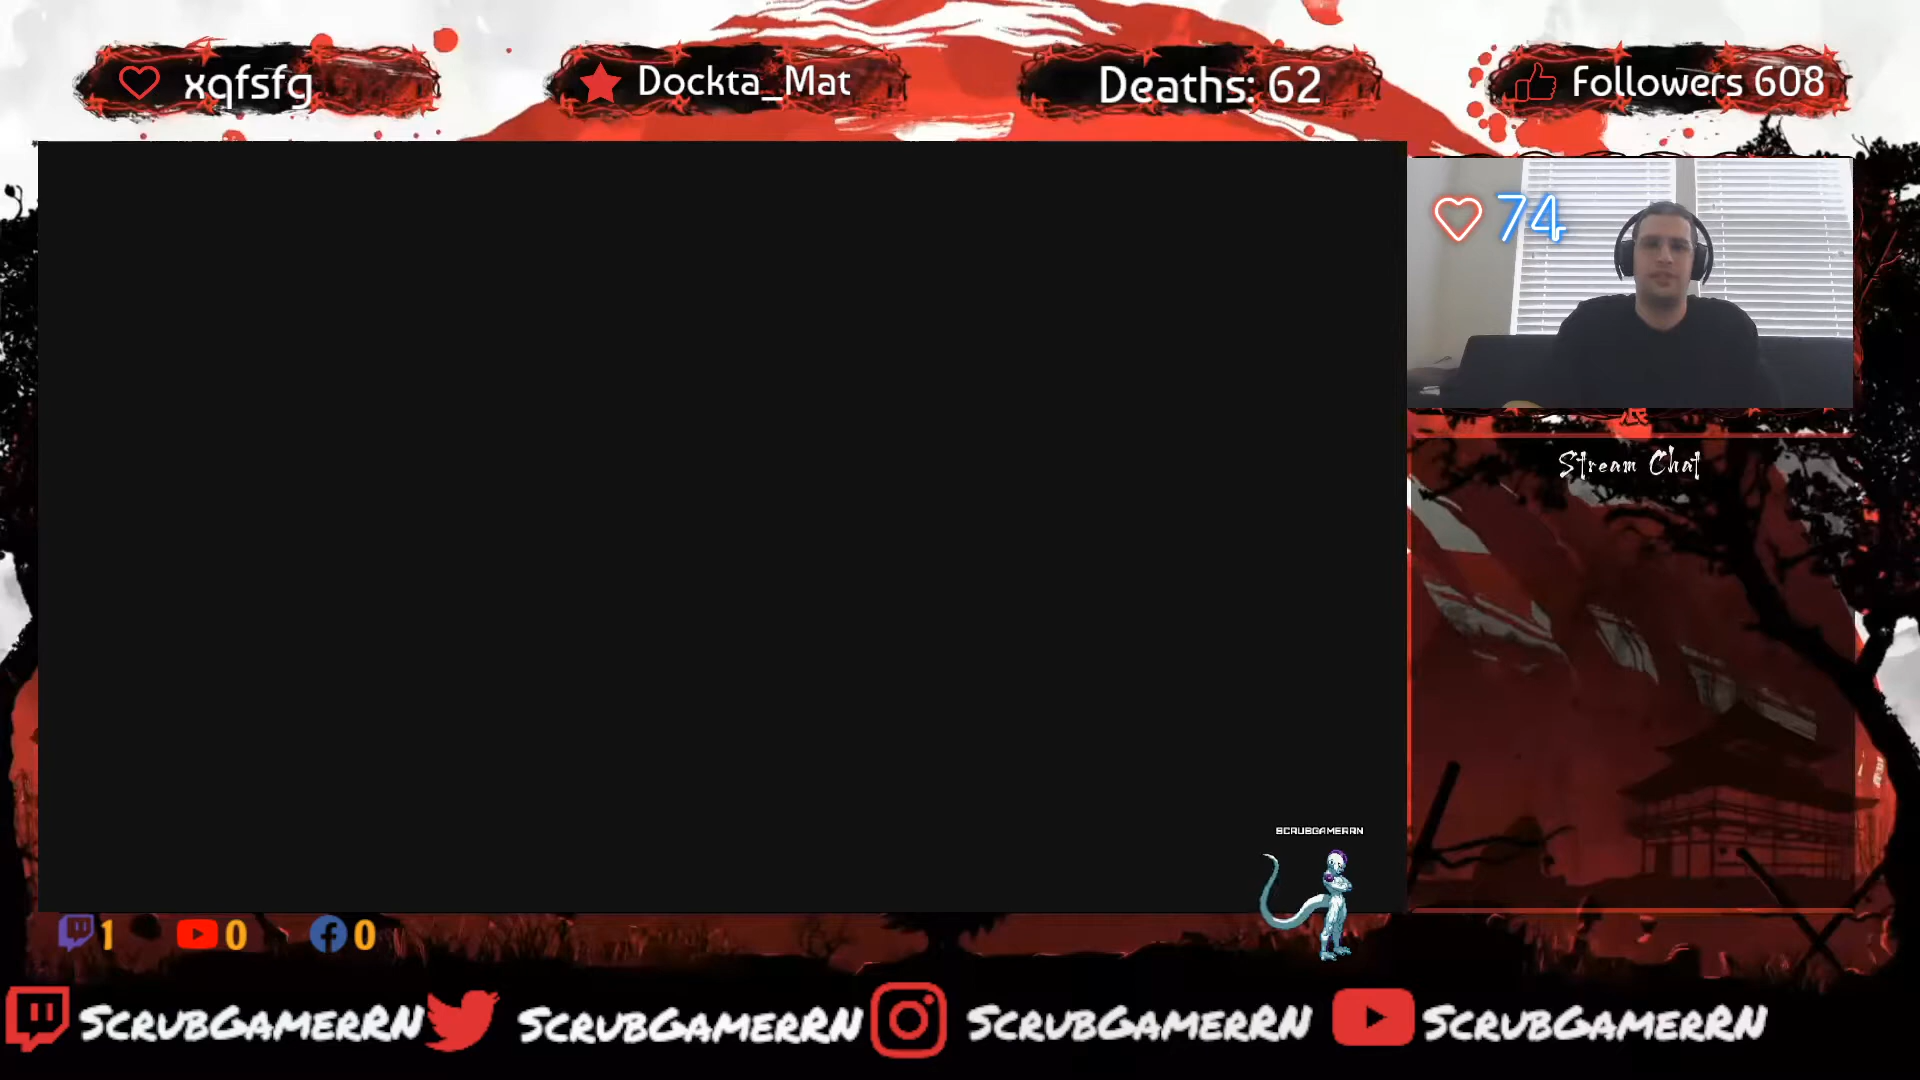 xqfsfg
Dockta_Mat
Deaths: 62
Followers 608
74
Stream Chat
SCRUBGAMERRN
1
0
0
ScrubGamerRN
ScrubGamerRN
ScrubGamerRN
ScrubGamerRN